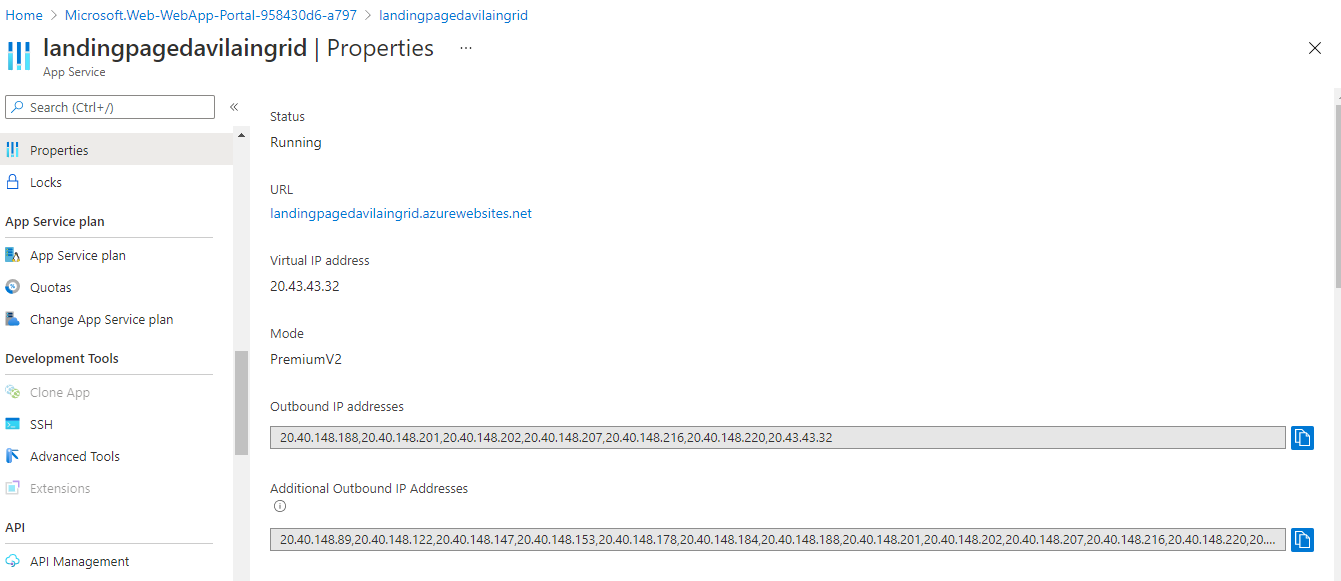 Home > Microsoft.Web-WebApp-Portal-958430d6-a797 > landingpagedavilaingrid
landingpagedavilaingrid | Properties ...
App Service
Search (Ctrl+/)
«
Properties
Locks
App Service plan
App Service plan
Quotas
Change App Service plan
Development Tools
Clone App
SSH
Advanced Tools
Extensions
API
API Management
Status
Running
URL
landingpagedavilaingrid.azurewebsites.net
Virtual IP address
20.43.43.32
Mode
PremiumV2
Outbound IP addresses
20.40.148.188,20.40.148.201,20.40.148.202,20.40.148.207,20.40.148.216,20.40.148.220,20.43.43.32
Additional Outbound IP Addresses
20.40.148.89,20.40.148.122,20.40.148.147,20.40.148.153,20.40.148.178,20.40.148.184,20.40.148.188,20.40.148.201,20.40.148.202,20.40.148.207,20.40.148.216,20.40.148.220,20....